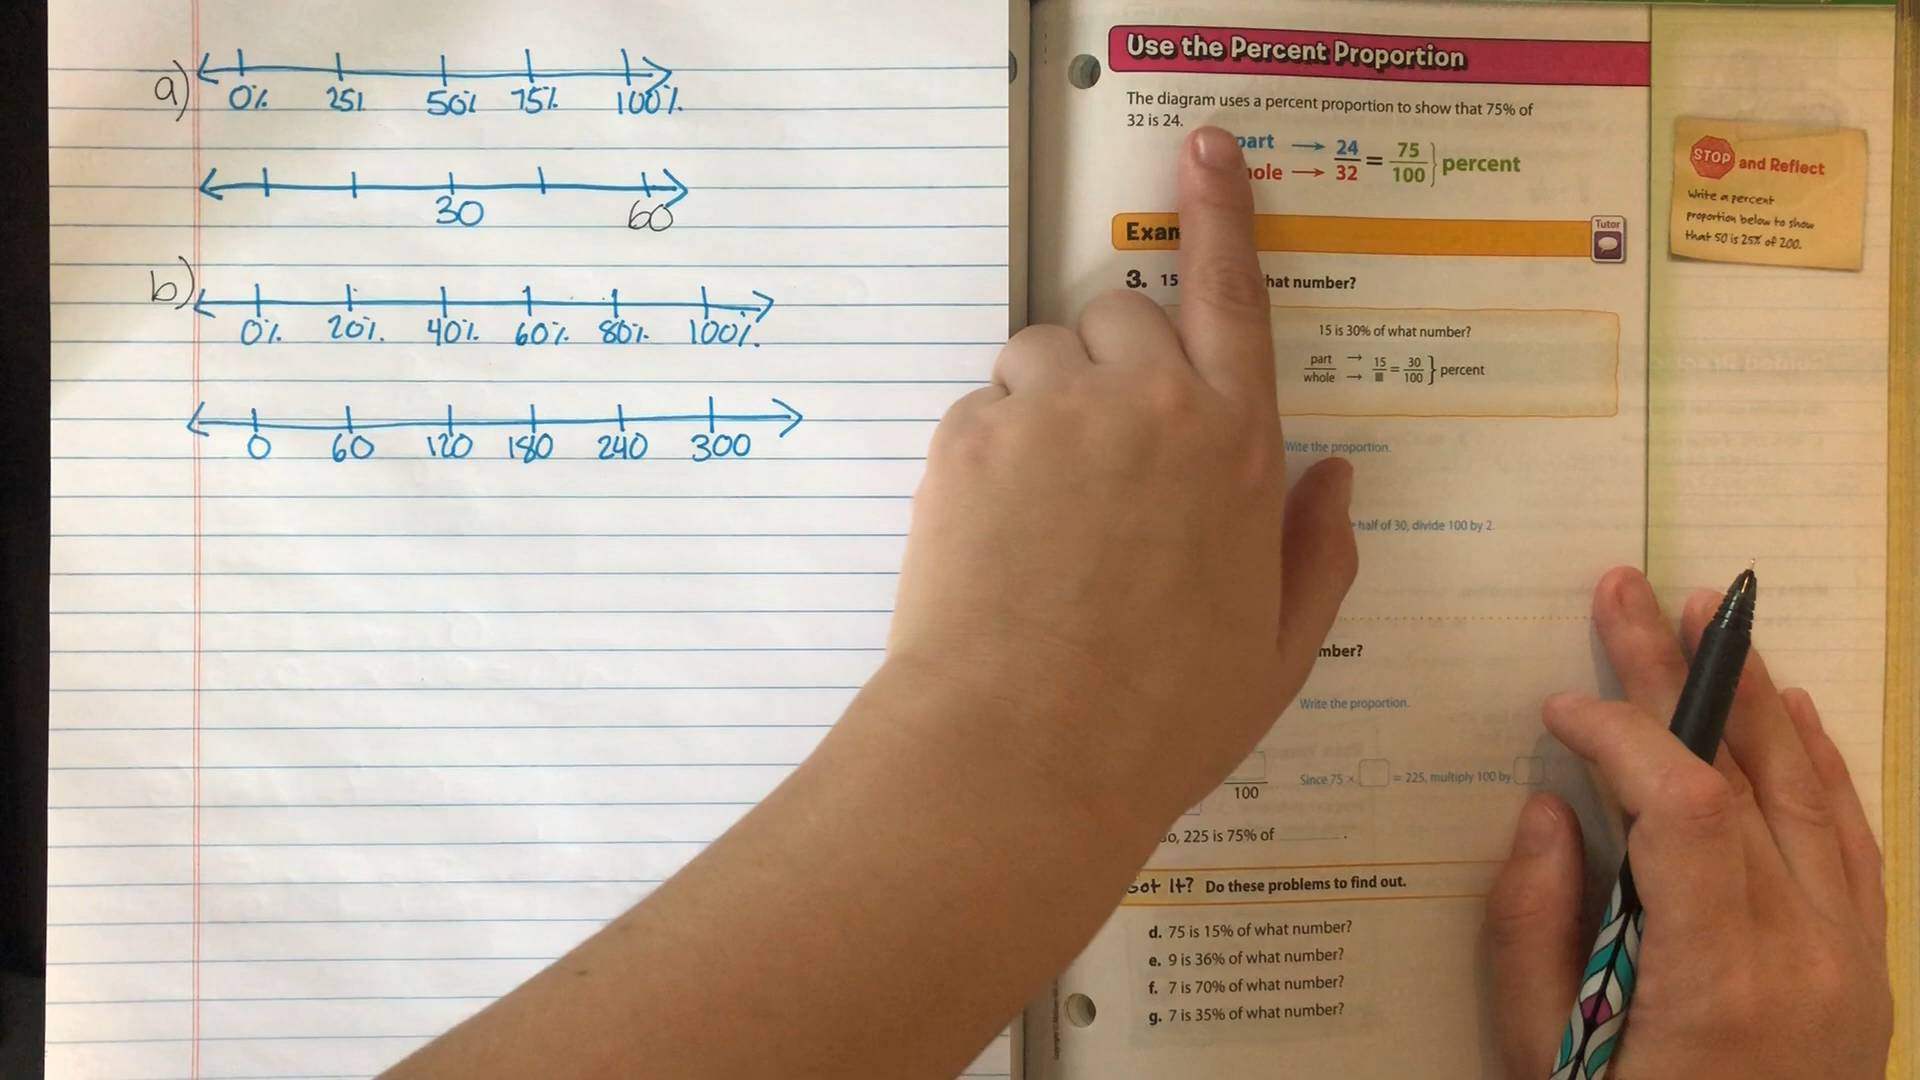 a)
0% 25% 50% 75% 100%
30 60
b)
0% 20% 40% 60% 80% 100%
0 60 120 180 240 300
Use the Percent Proportion
The diagram uses a percent proportion to show that 75% of
32 is 24.
part → 24/32 = 75/100 } percent
→
Tutor
3. 15 number?
15 is 30% of what number?
part → 15 = 30 } percent
whole → 100
the proportion.
half of 30, divide 100 by 2.
Write the proportion.
100
Since 75 × = 225, multiply 100 by
225 is 75% of ______ .
Got It? Do these problems to find out.
d. 75 is 15% of what number?
e. 9 is 36% of what number?
f. 7 is 70% of what number?
g. 7 is 35% of what number?
STOP and Reflect
Write a percent
proportion below to show
that 50 is 25% of 200.